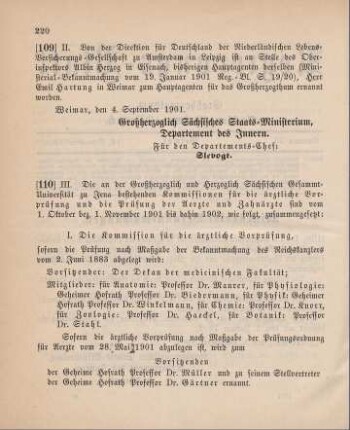 220
[109] II. Von der Direktion für Deutschland der Niederländischen Lebens-
Versicherungs-Gesellschaft zu Amsterdam in Leipzig ist an Stelle des Ober-
inspektors Albin Herzog in Eisenach, bisherigen Hauptagenten derselben (Mini-
sterial-Bekanntmachung vom 19. Januar 1901 Reg.-Bl. S. 19/20), Herr
Emil Hartung in Weimar zum Hauptagenten für das Großherzogthum ernannt
worden.
Weimar, den 4. September 1901.
Großherzoglich Sächsisches Staats-Ministerium,
Departement des Innern.
Für den Departements-Chef:
Slevogt.
[110] III. Die an der Großherzoglich und Herzoglich Sächsischen Gesammt-
Universität zu Jena bestehenden Kommissionen für die ärztliche Vor-
prüfung und die Prüfung der Aerzte und Zahnärzte sind vom
vom 1. Oktober bez. 1. November 1901 bis dahin 1902, wie folgt, zusammengesetzt:
I. Die Kommission für die ärztliche Vorprüfung,
sofern die Prüfung nach Maßgabe der Bekanntmachung des Reichskanzlers
vom 2. Juni 1883 abgelegt wird:
Vorsitzender: Der Dekan der medicinischen Fakultät;
Mitglieder: für Anatomie: Professor Dr. Maurer, für Physiologie:
Geheimer Hofrath Professor Dr. Biedermann, für Physik: Geheimer
Hofrath Professor Dr. Winkelmann, für Chemie: Professor Dr. Knorr,
für Zoologie: Professor Dr. Haeckel, für Botanik: Professor
Dr. Stahl.
Sofern die ärztliche Vorprüfung nach Maßgabe der Prüfungsordnung
für Aerzte vom 28. Mai 1901 abzulegen ist, wird zum
Vorsitzenden
der Geheime Hofrath Professor Dr. Müller und zu seinem Stellvertreter
der Geheime Hofrath Professor Dr. Gärtner ernannt.